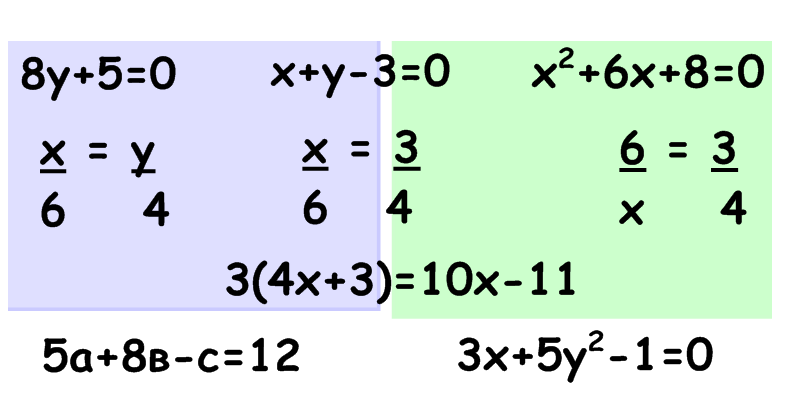 8y+5=0 x+y-3=0 x²+6x+8=0
x = y x = 3 6 = 3
6 4 6 4 x 4
3(4x+3)=10x-11
5a+8в-c=12 3x+5y²-1=0